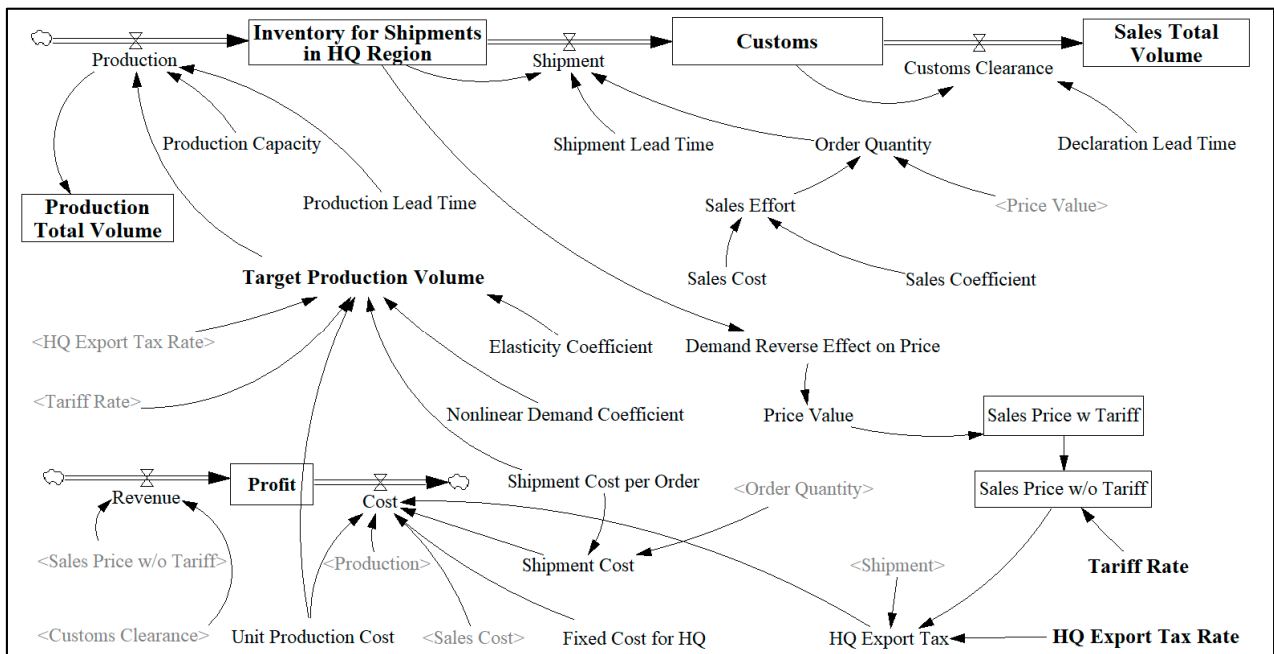 Inventory for Shipments
in HQ Region
Customs
Sales Total
Volume
Production
Shipment
Customs Clearance
Production Capacity
Shipment Lead Time
Order Quantity
Declaration Lead Time
Production Lead Time
Production
Total Volume
Sales Effort
<Price Value>
Target Production Volume
Sales Cost
Sales Coefficient
<HQ Export Tax Rate>
Elasticity Coefficient
Demand Reverse Effect on Price
<Tariff Rate>
Nonlinear Demand Coefficient
Price Value
Sales Price w Tariff
Revenue
Profit
Cost
Shipment Cost per Order
<Order Quantity>
Sales Price w/o Tariff
<Sales Price w/o Tariff>
<Production>
Shipment Cost
<Shipment>
Tariff Rate
<Customs Clearance>
Unit Production Cost
<Sales Cost>
Fixed Cost for HQ
HQ Export Tax
HQ Export Tax Rate